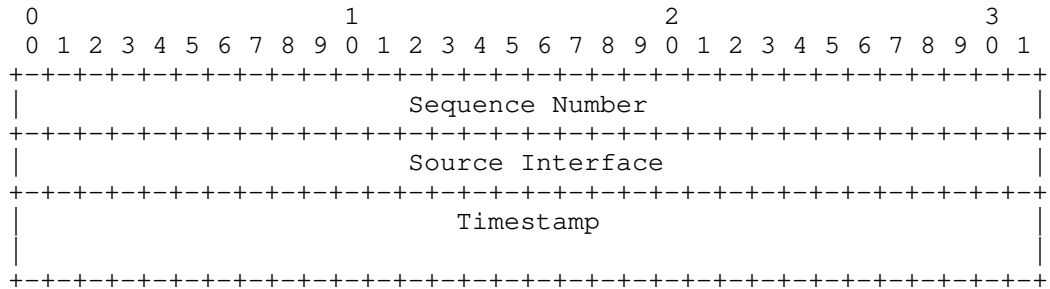 0                   1                   2                   3
 0 1 2 3 4 5 6 7 8 9 0 1 2 3 4 5 6 7 8 9 0 1 2 3 4 5 6 7 8 9 0 1
+-+-+-+-+-+-+-+-+-+-+-+-+-+-+-+-+-+-+-+-+-+-+-+-+-+-+-+-+-+-+-+-+
|                        Sequence Number                        |
+-+-+-+-+-+-+-+-+-+-+-+-+-+-+-+-+-+-+-+-+-+-+-+-+-+-+-+-+-+-+-+-+
|                        Source Interface                       |
+-+-+-+-+-+-+-+-+-+-+-+-+-+-+-+-+-+-+-+-+-+-+-+-+-+-+-+-+-+-+-+-+
|                           Timestamp                           |
|                                                               |
+-+-+-+-+-+-+-+-+-+-+-+-+-+-+-+-+-+-+-+-+-+-+-+-+-+-+-+-+-+-+-+-+